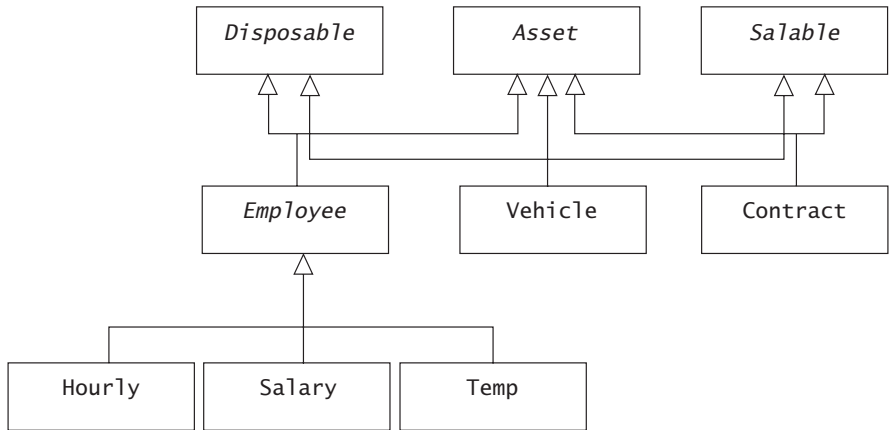 Disposable
Asset
Salable
Employee
Vehicle
Contract
Hourly
Salary
Temp